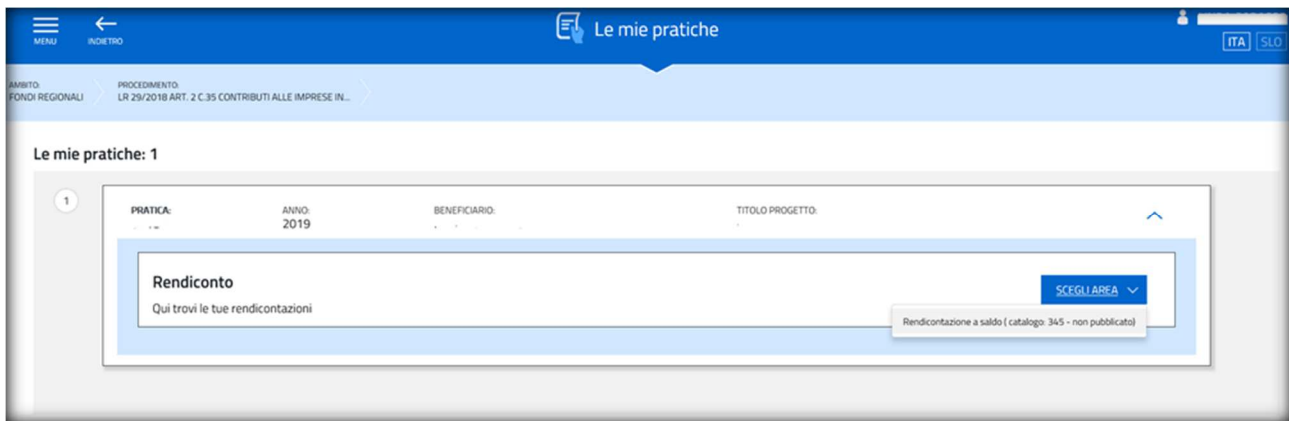 MENU
INDIETRO
Le mie pratiche
ITA SLO
AMBITO:
FONDI REGIONALI
PROCEDIMENTO:
LR 29/2018 ART. 2 C.35 CONTRIBUTI ALLE IMPRESE IN...
Le mie pratiche: 1
1
PRATICA:
ANNO:
2019
BENEFICIARIO:
TITOLO PROGETTO:
Rendiconto
Qui trovi le tue rendicontazioni
SCEGLI AREA
Rendicontazione a saldo ( catalogo: 345 - non pubblicato)